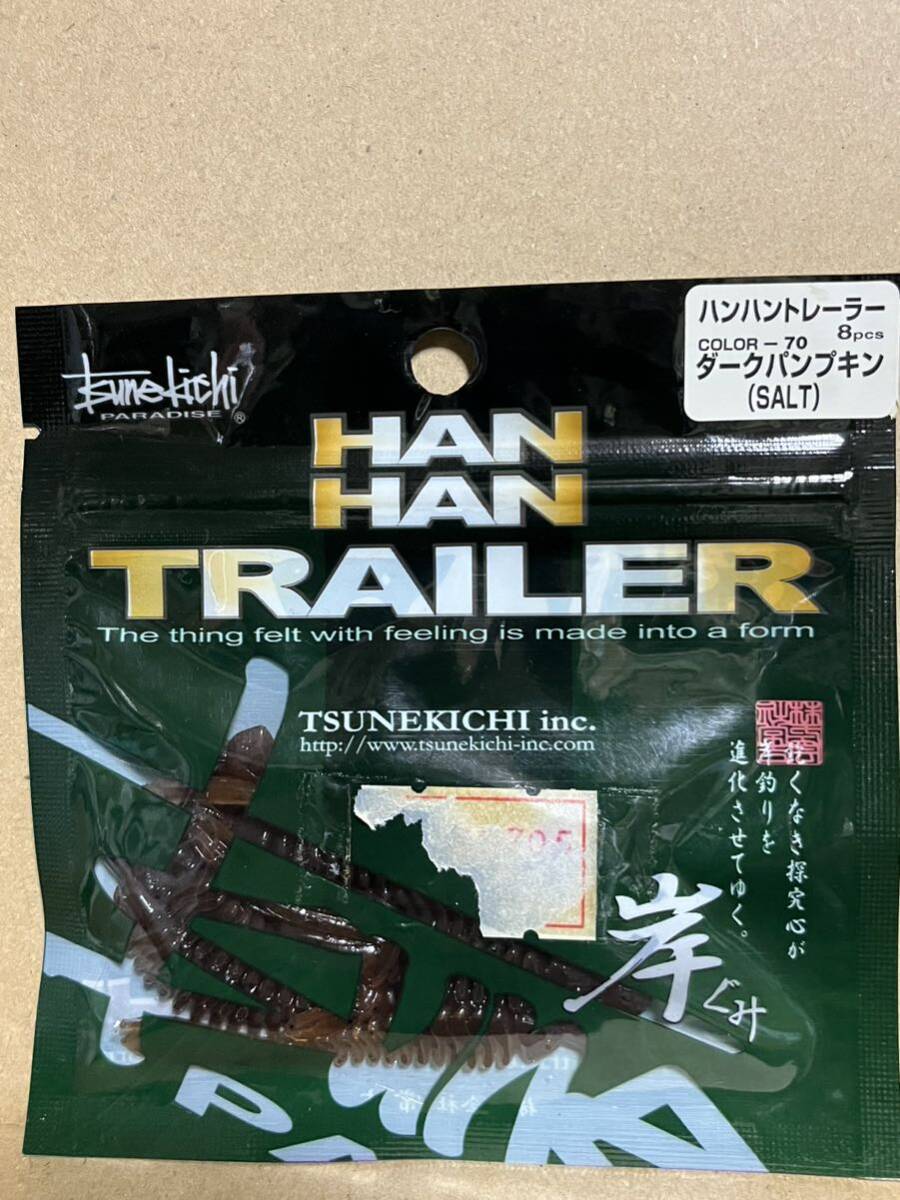 Tsunekichi
PARADISE ®
ハンハントレーラー
8pcs
COLOR - 70
ダークパンプキン
(SALT)
HAN
HAN
TRAILER
The thing felt with feeling is made into a form
TSUNEKICHI inc.
http://www.tsunekichi-inc.com
くなき探究心が
岸釣りを
進化させてゆく。
705
岸
ぐみ